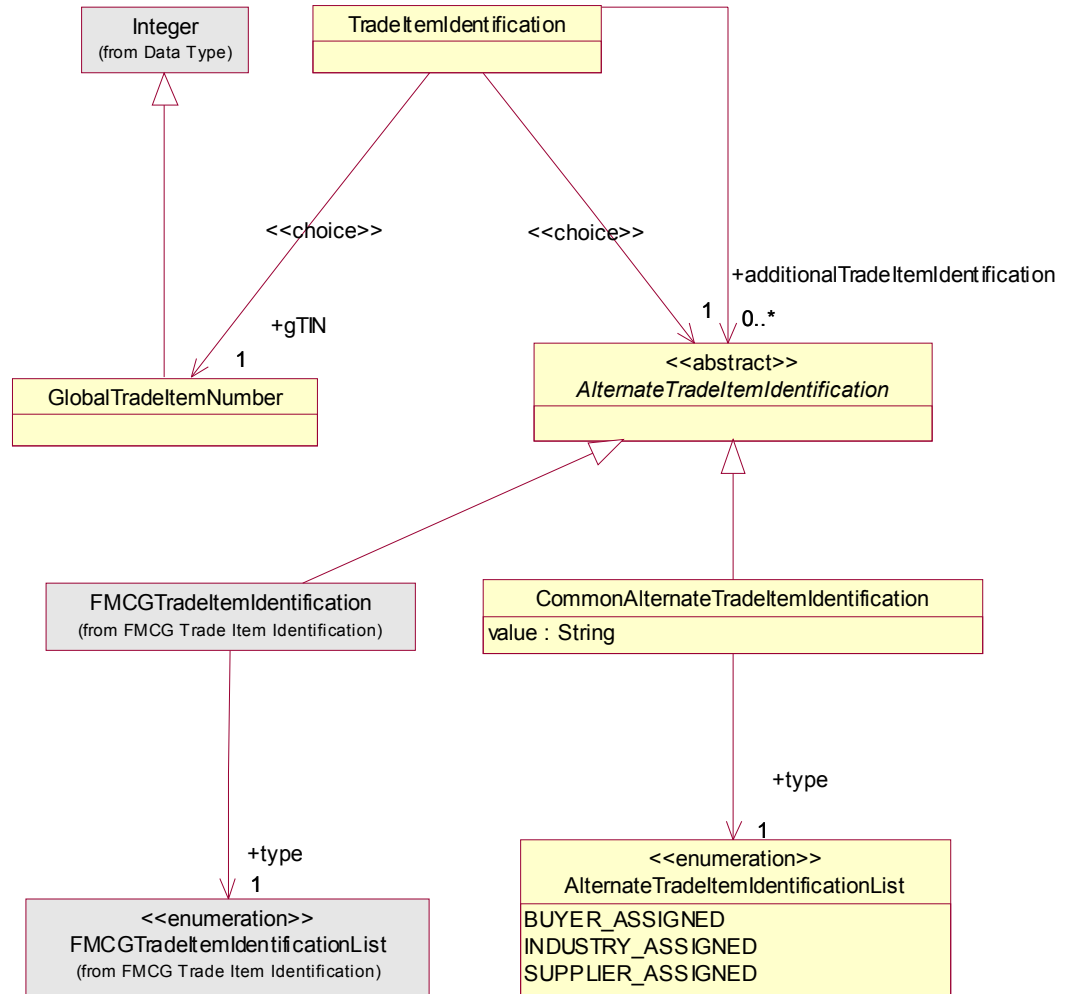 Integer
(from Data Type)
TradeItemIdentification
<<choice>>
<<choice>>
+additionalTradeItemIdentification
1
0..*
+gTIN
1
<<abstract>>
AlternateTradeItemIdentification
GlobalTradeItemNumber
FMCGTradeItemIdentification
(from FMCG Trade Item Identification)
CommonAlternateTradeItemIdentification
value : String
+type
1
+type
1
<<enumeration>>
AlternateTradeItemIdentificationList
BUYER_ASSIGNED
INDUSTRY_ASSIGNED
SUPPLIER_ASSIGNED
<<enumeration>>
FMCGTradeItemIdentificationList
(from FMCG Trade Item Identification)